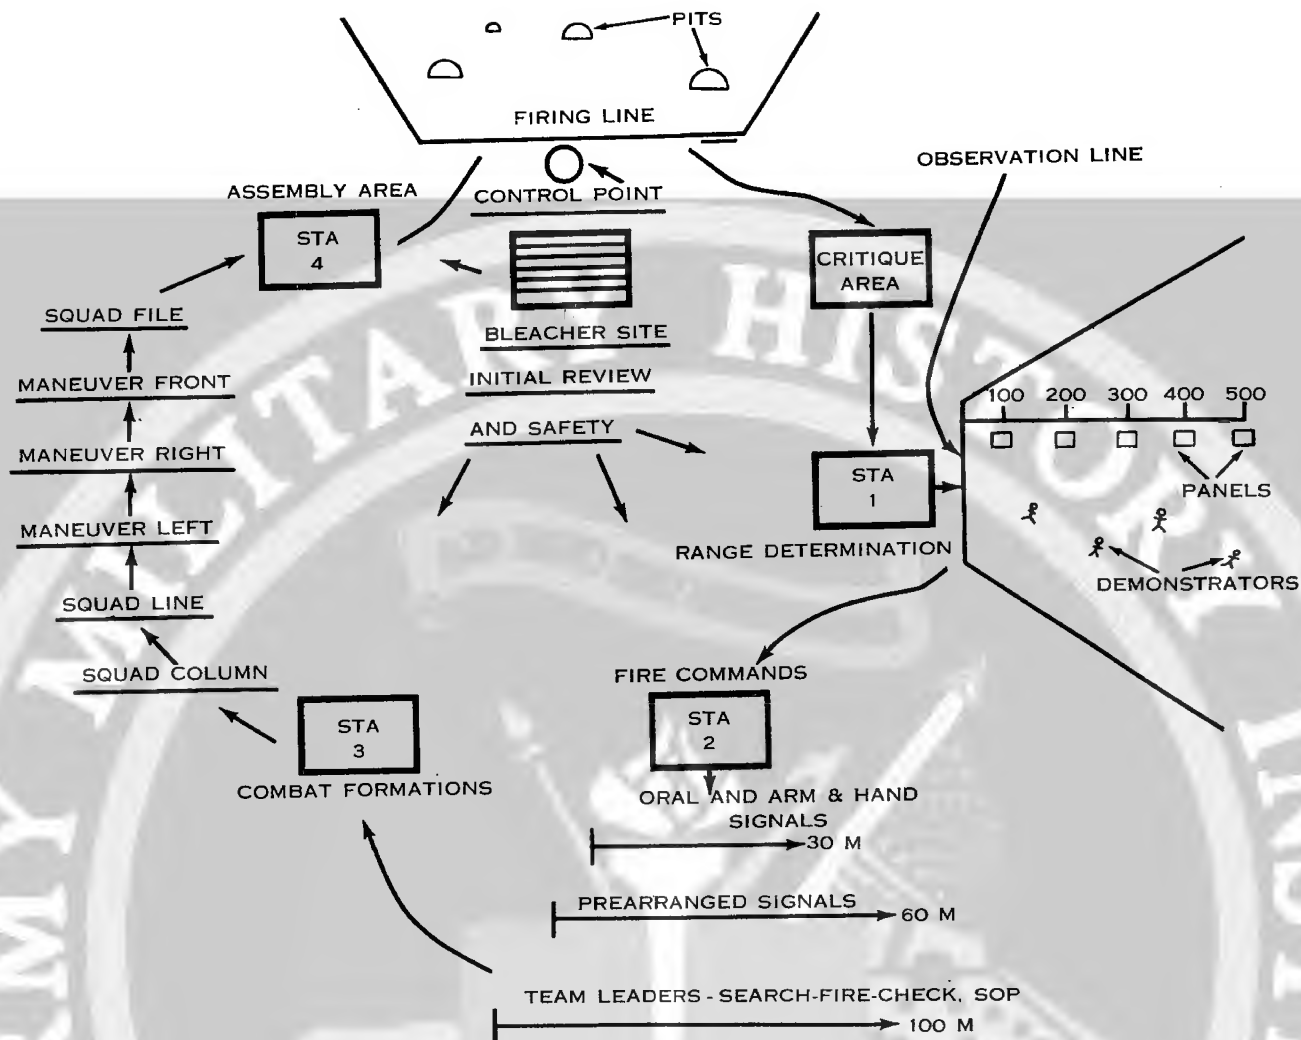 PITS
FIRING LINE
OBSERVATION LINE
ASSEMBLY AREA
CONTROL POINT
STA
4
CRITIQUE
AREA
SQUAD FILE
BLEACHER SITE
MANEUVER FRONT
INITIAL REVIEW
100 200 300 400 500
AND SAFETY
MANEUVER RIGHT
STA
1
PANELS
MANEUVER LEFT
RANGE DETERMINATION
DEMONSTRATORS
SQUAD LINE
SQUAD COLUMN
FIRE COMMANDS
STA
3
STA
2
COMBAT FORMATIONS
ORAL AND ARM & HAND
SIGNALS
30 M
PREARRANGED SIGNALS
60 M
TEAM LEADERS - SEARCH-FIRE-CHECK, SOP
100 M
MILITARY HISTORY